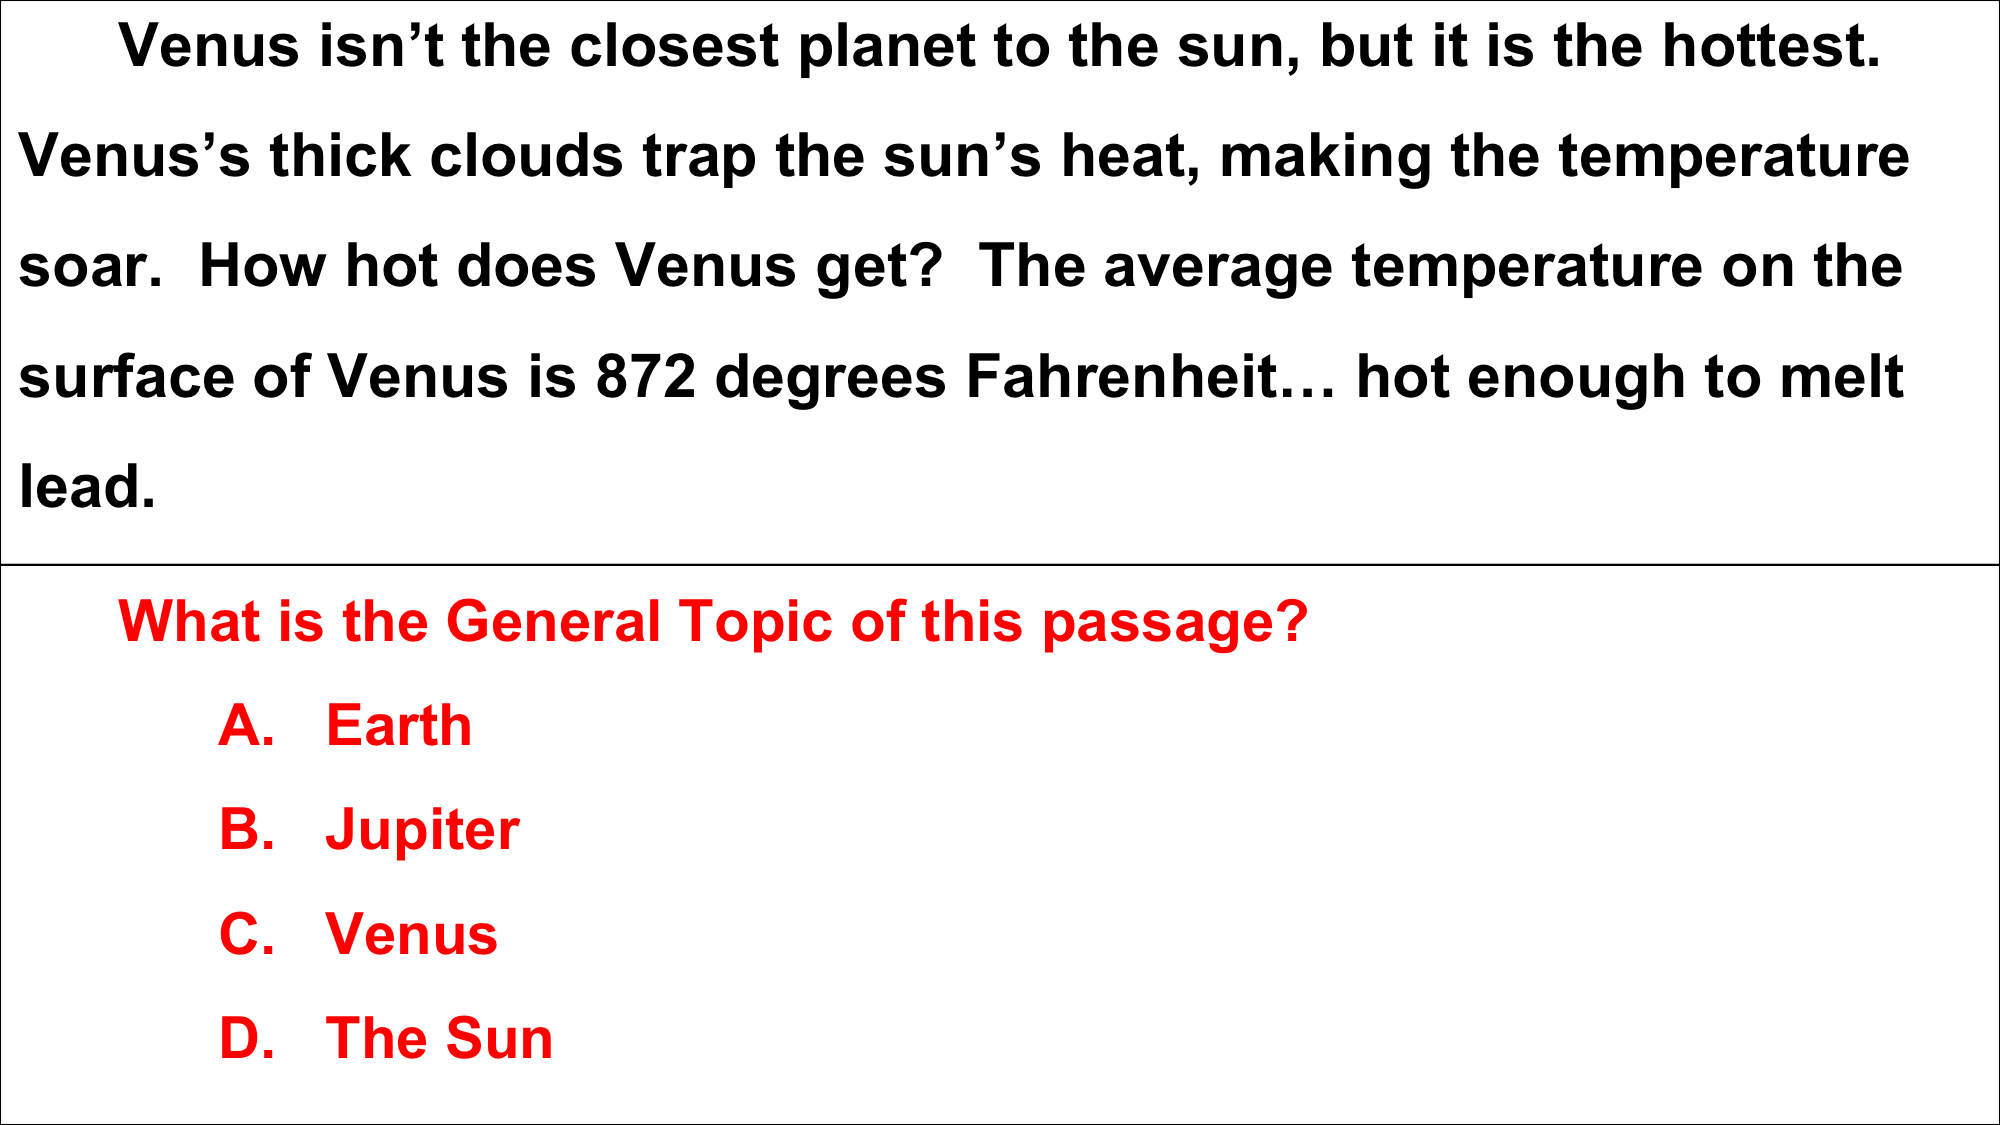 Venus isn’t the closest planet to the sun, but it is the hottest.
Venus’s thick clouds trap the sun’s heat, making the temperature
soar.  How hot does Venus get?  The average temperature on the
surface of Venus is 872 degrees Fahrenheit… hot enough to melt
lead.
What is the General Topic of this passage?
A. Earth
B. Jupiter
C. Venus
D. The Sun